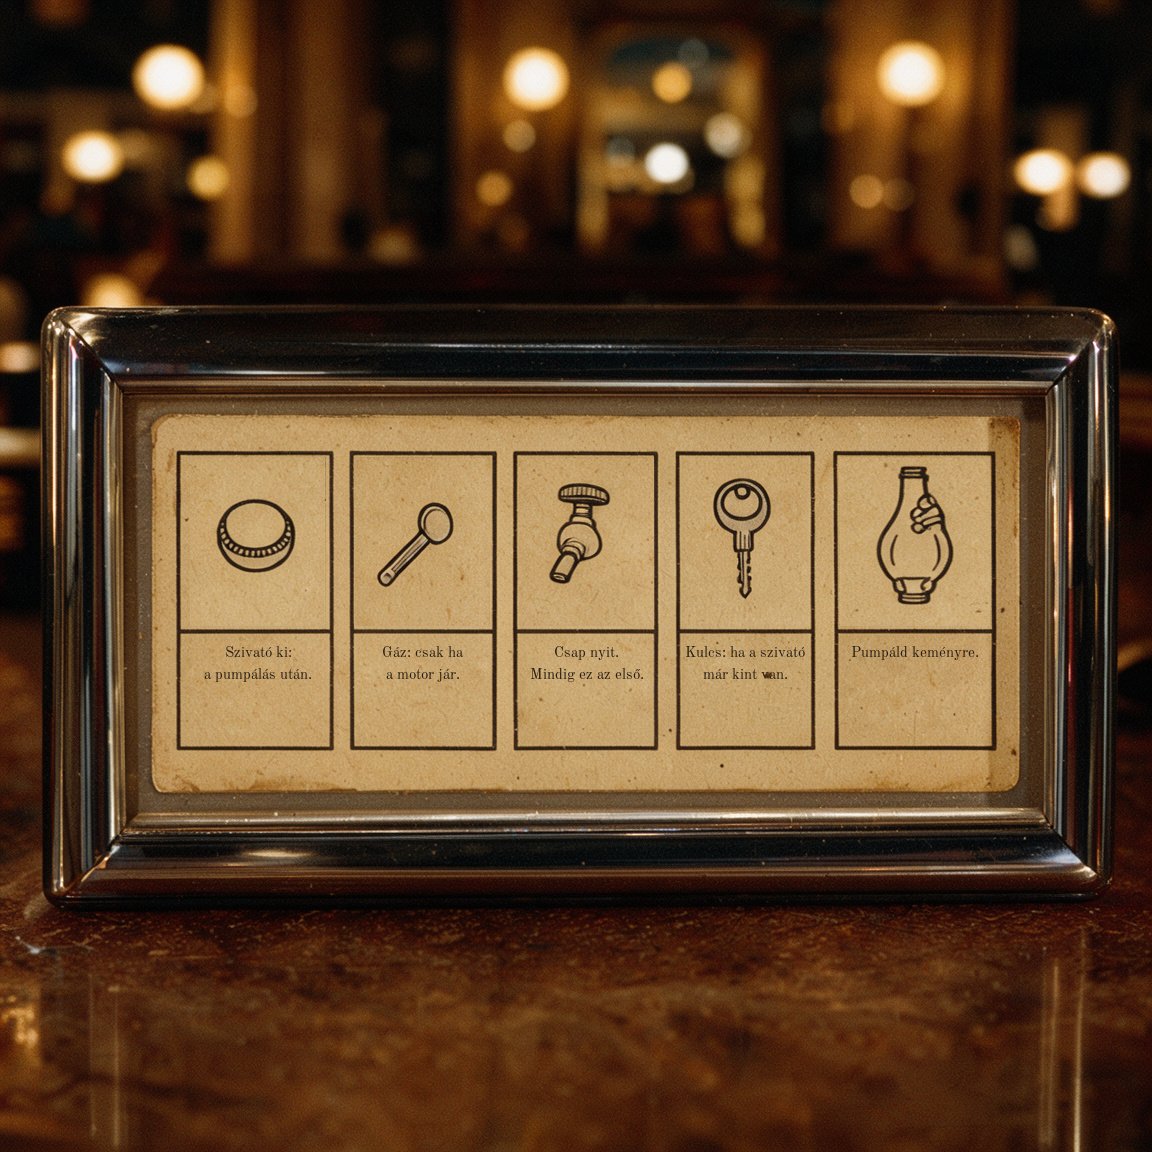 Szivató ki:
a pumpálás után.
Gáz: csak ha
a motor jár.
Csap nyit.
Mindig ez az első.
Kulcs: ha a szivató
már kint van.
Pumpáld keményre.